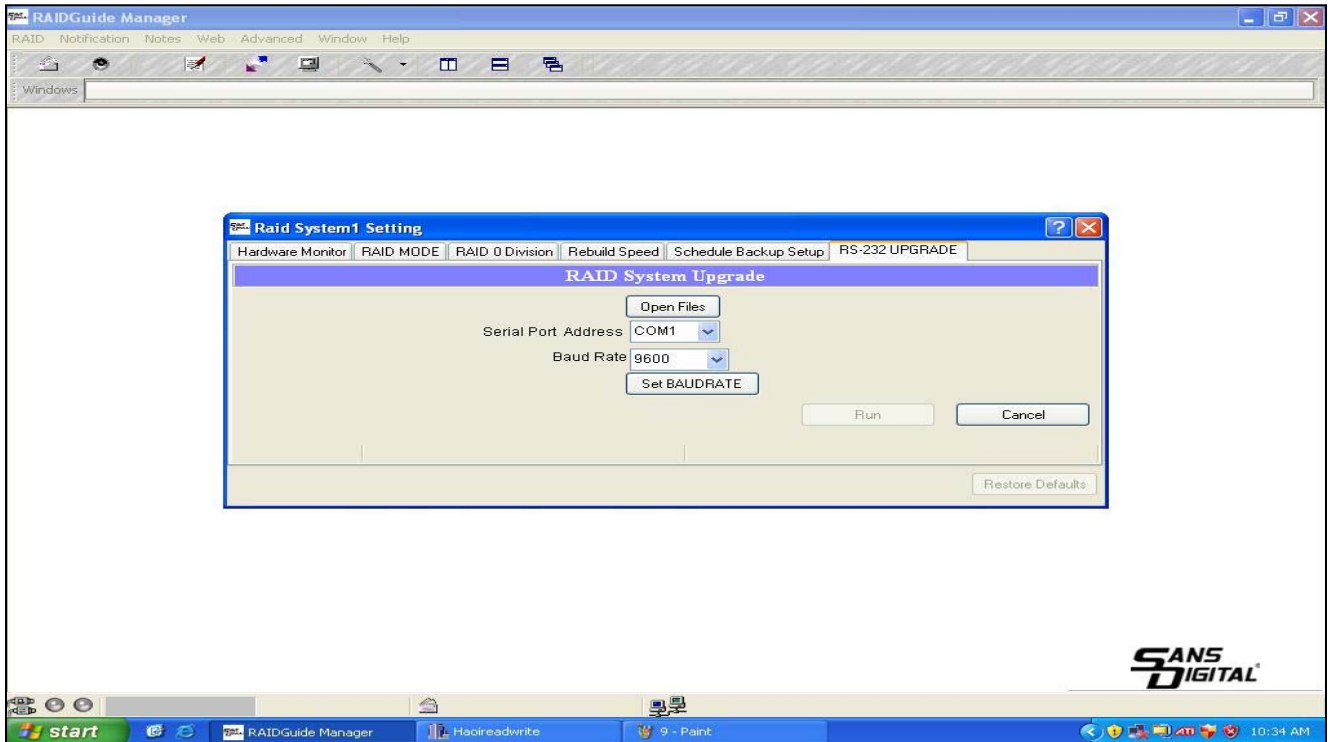 RAIDGuide Manager
RAID Notification Notes Web Advanced Window Help
Windows
Raid System1 Setting
Hardware Monitor RAID MODE RAID 0 Division Rebuild Speed Schedule Backup Setup RS-232 UPGRADE
RAID System Upgrade
Open Files
Serial Port Address COM1
Baud Rate 9600
Set BAUDRATE
Run Cancel
Restore Defaults
SANS
DIGITAL
start RAIDGuide Manager Haoireadwrite 9 - Paint 10:34 AM